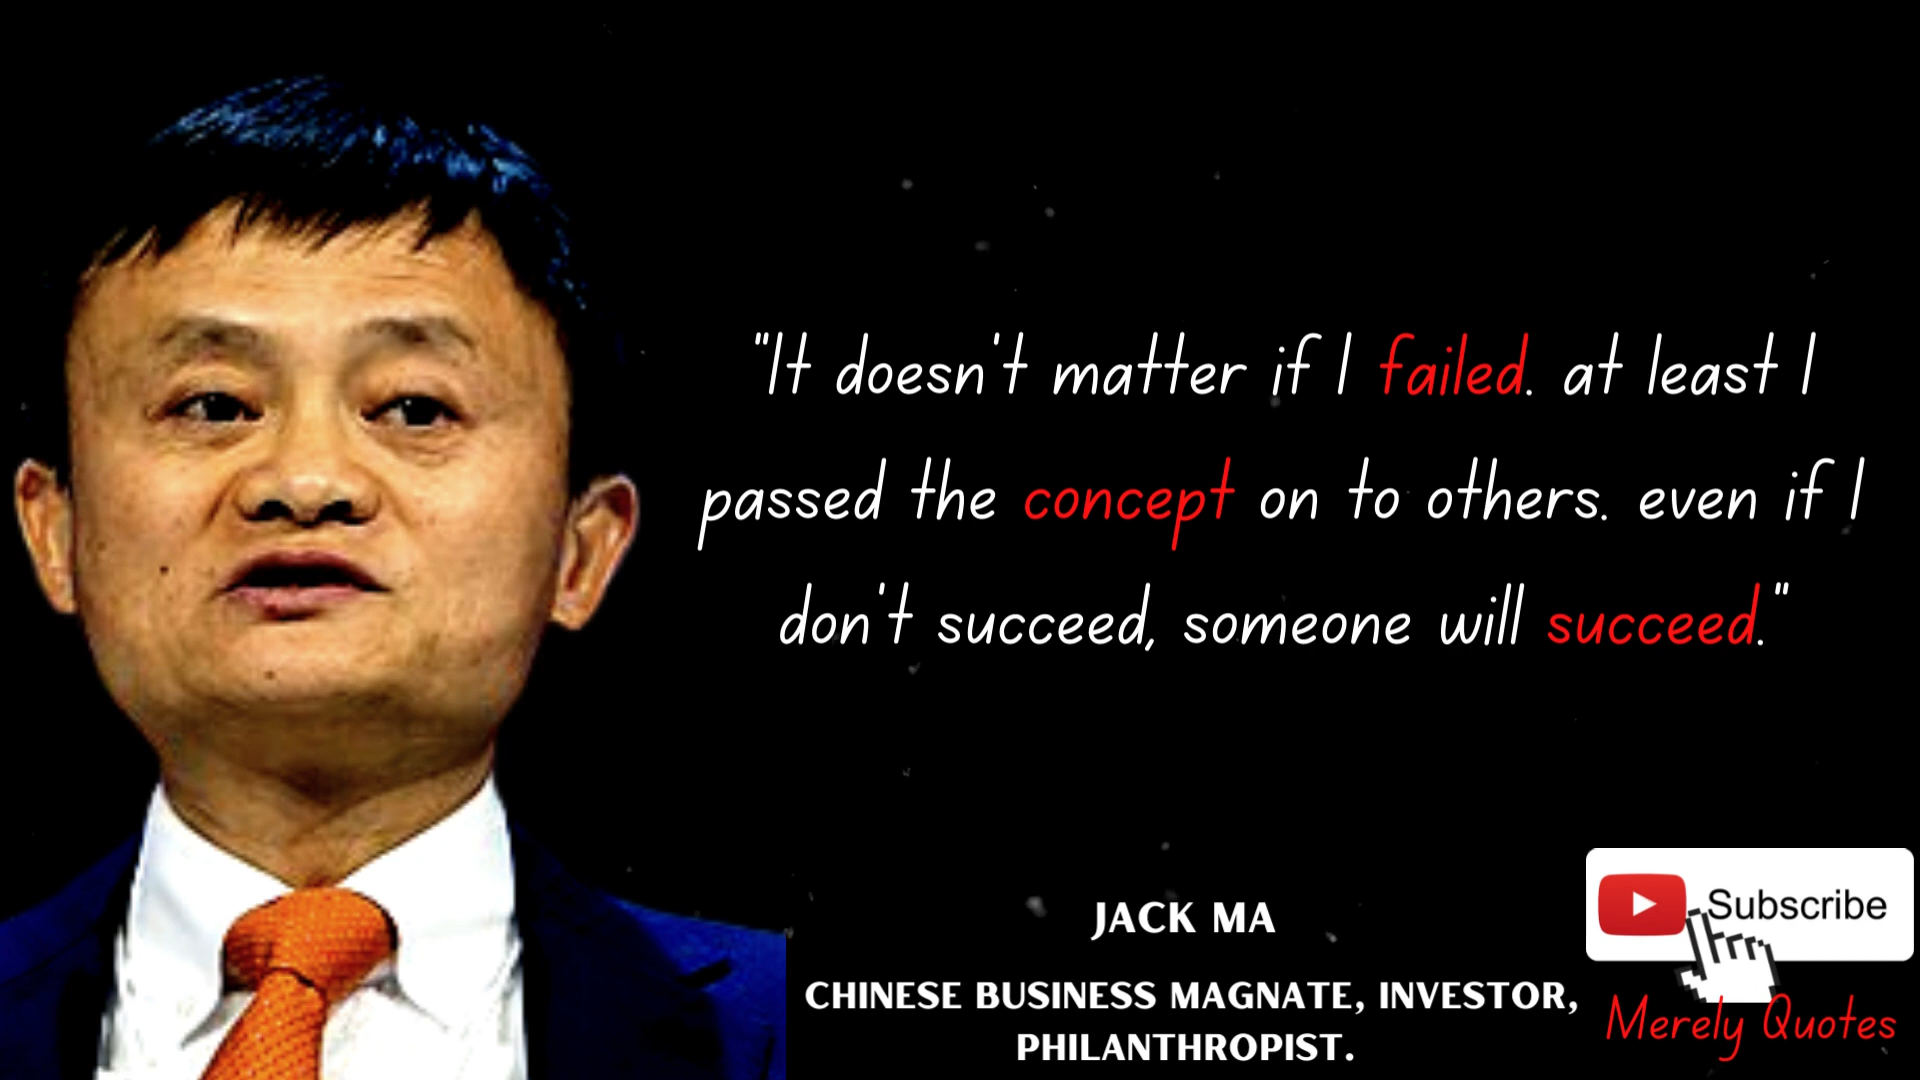 "It doesn't matter if I failed. at least I
passed the concept on to others. even if I
don't succeed, someone will succeed."
JACK MA
CHINESE BUSINESS MAGNATE, INVESTOR,
PHILANTHROPIST.
Subscribe
Merely Quotes